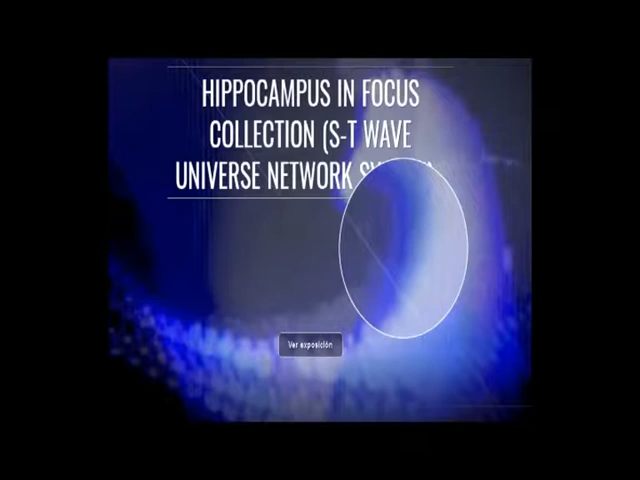 HIPPOCAMPUS IN FOCUS
COLLECTION (S-T WAVE
UNIVERSE NETWORK
Ver exposición